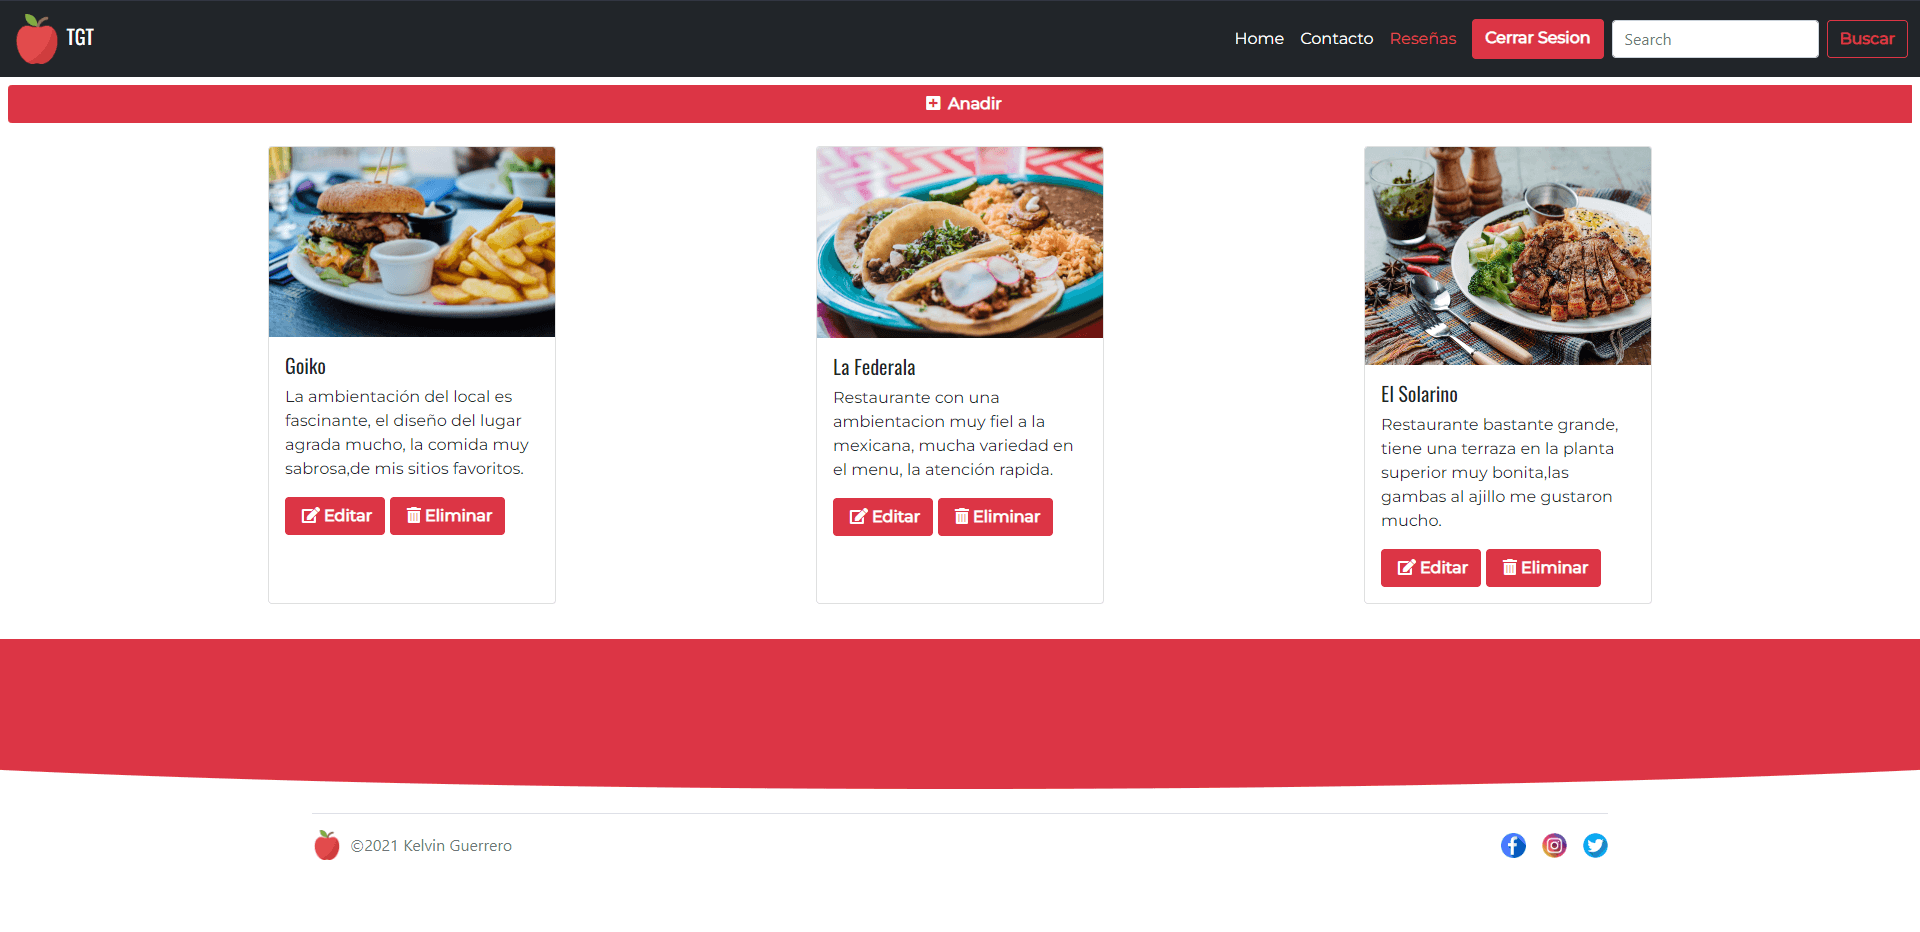 TGT
Home Contacto Reseñas Cerrar Sesion Search Buscar
Anadir
Goiko
La ambientación del local es
fascinante, el diseño del lugar
agrada mucho, la comida muy
sabrosa,de mis sitios favoritos.
Editar Eliminar
La Federala
Restaurante con una
ambientacion muy fiel a la
mexicana, mucha variedad en
el menu, la atención rapida.
Editar Eliminar
El Solarino
Restaurante bastante grande,
tiene una terraza en la planta
superior muy bonita,las
gambas al ajillo me gustaron
mucho.
Editar Eliminar
©2021 Kelvin Guerrero